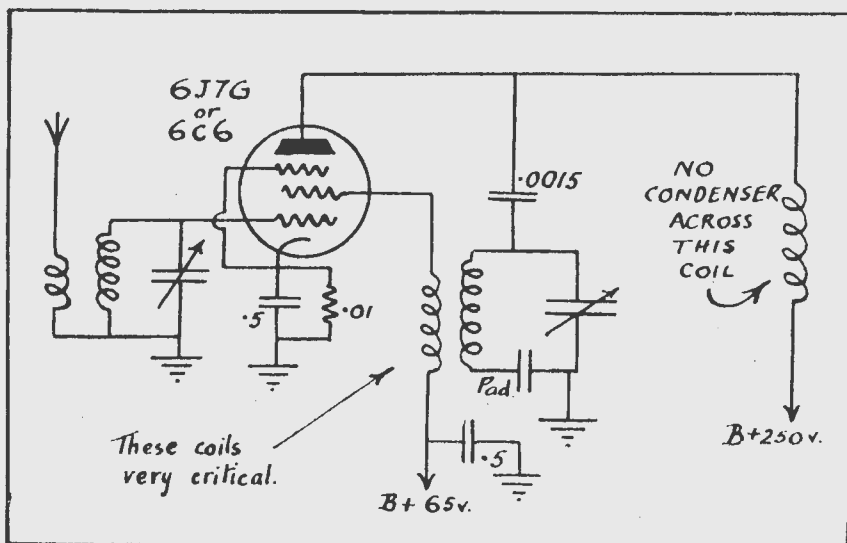 6J7G
or
6C6
.0015
NO
CONDENSER
ACROSS
THIS
COIL
.5
.01
Pad.
These coils
very critical.
.5
B+ 65v.
B+250v.